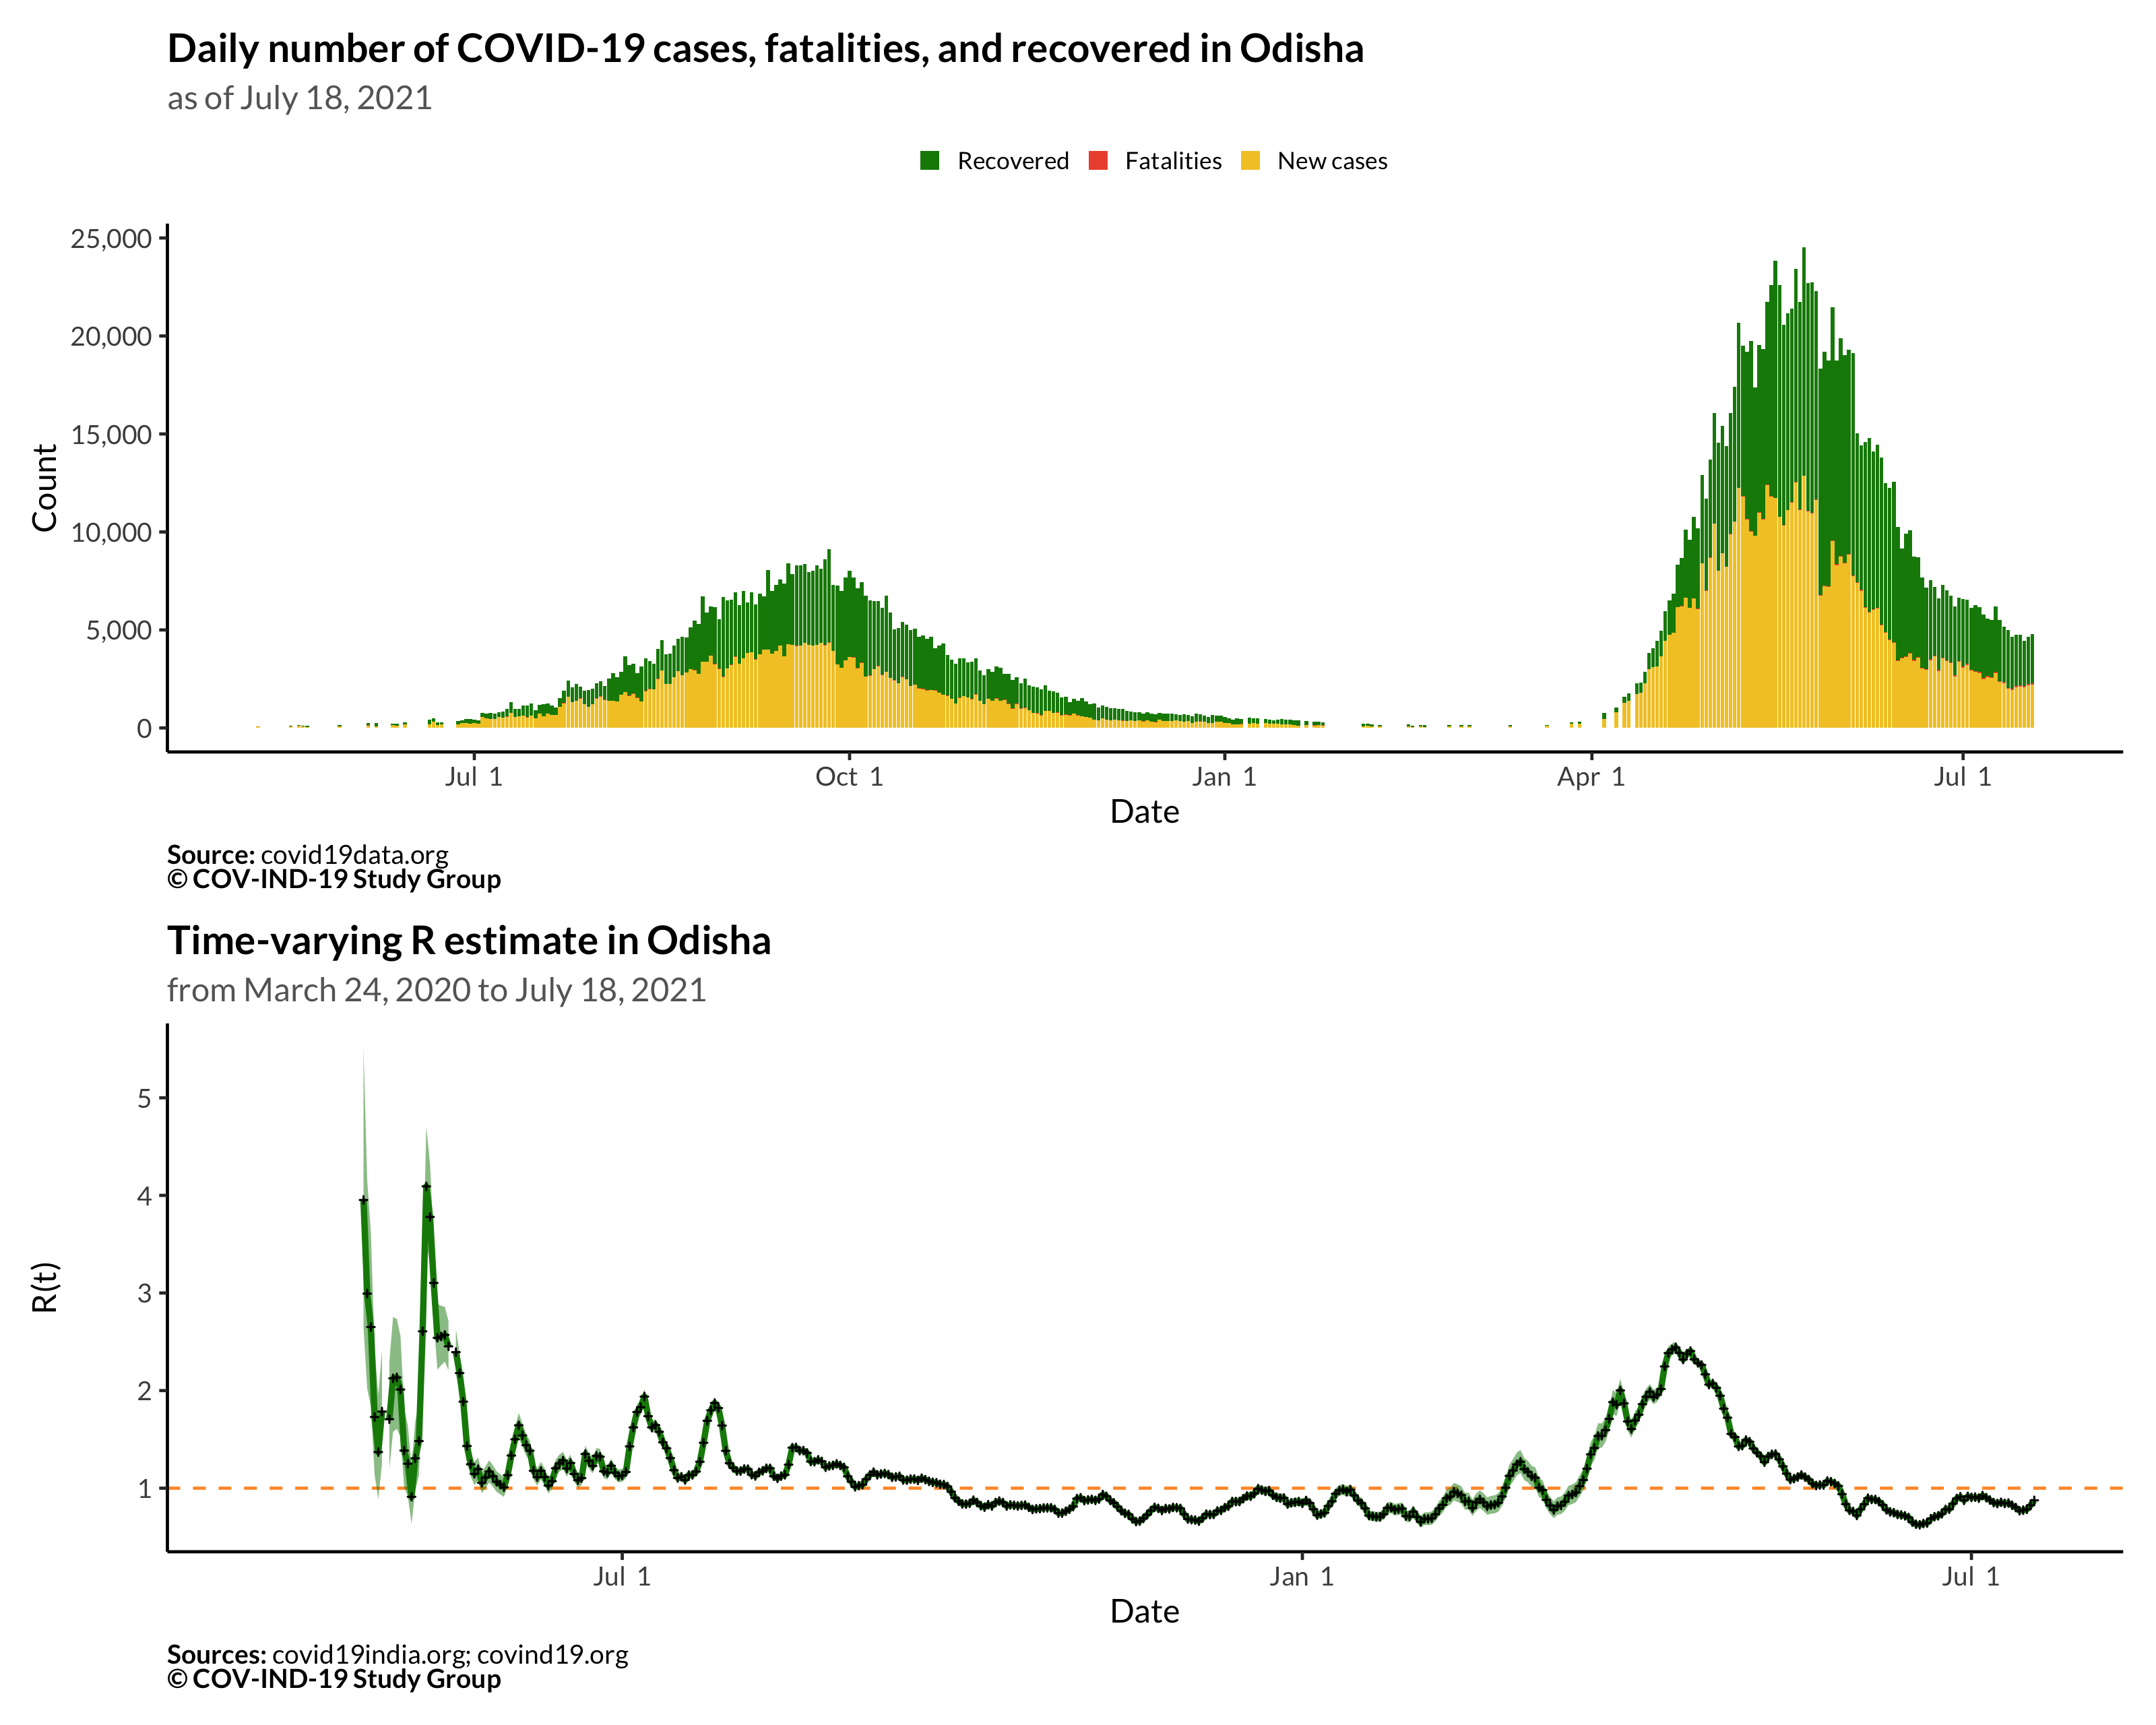 Daily number of COVID-19 cases, fatalities, and recovered in Odisha
as of July 18, 2021
Recovered Fatalities New cases
25,000
20,000
15,000
10,000
5,000
0
Count
Jul 1 Oct 1 Jan 1 Apr 1 Jul 1
Date
Source: covid19data.org
© COV-IND-19 Study Group
Time-varying R estimate in Odisha
from March 24, 2020 to July 18, 2021
5
4
3
2
1
R(t)
Jul 1 Jan 1 Jul 1
Date
Sources: covid19india.org; covind19.org
© COV-IND-19 Study Group